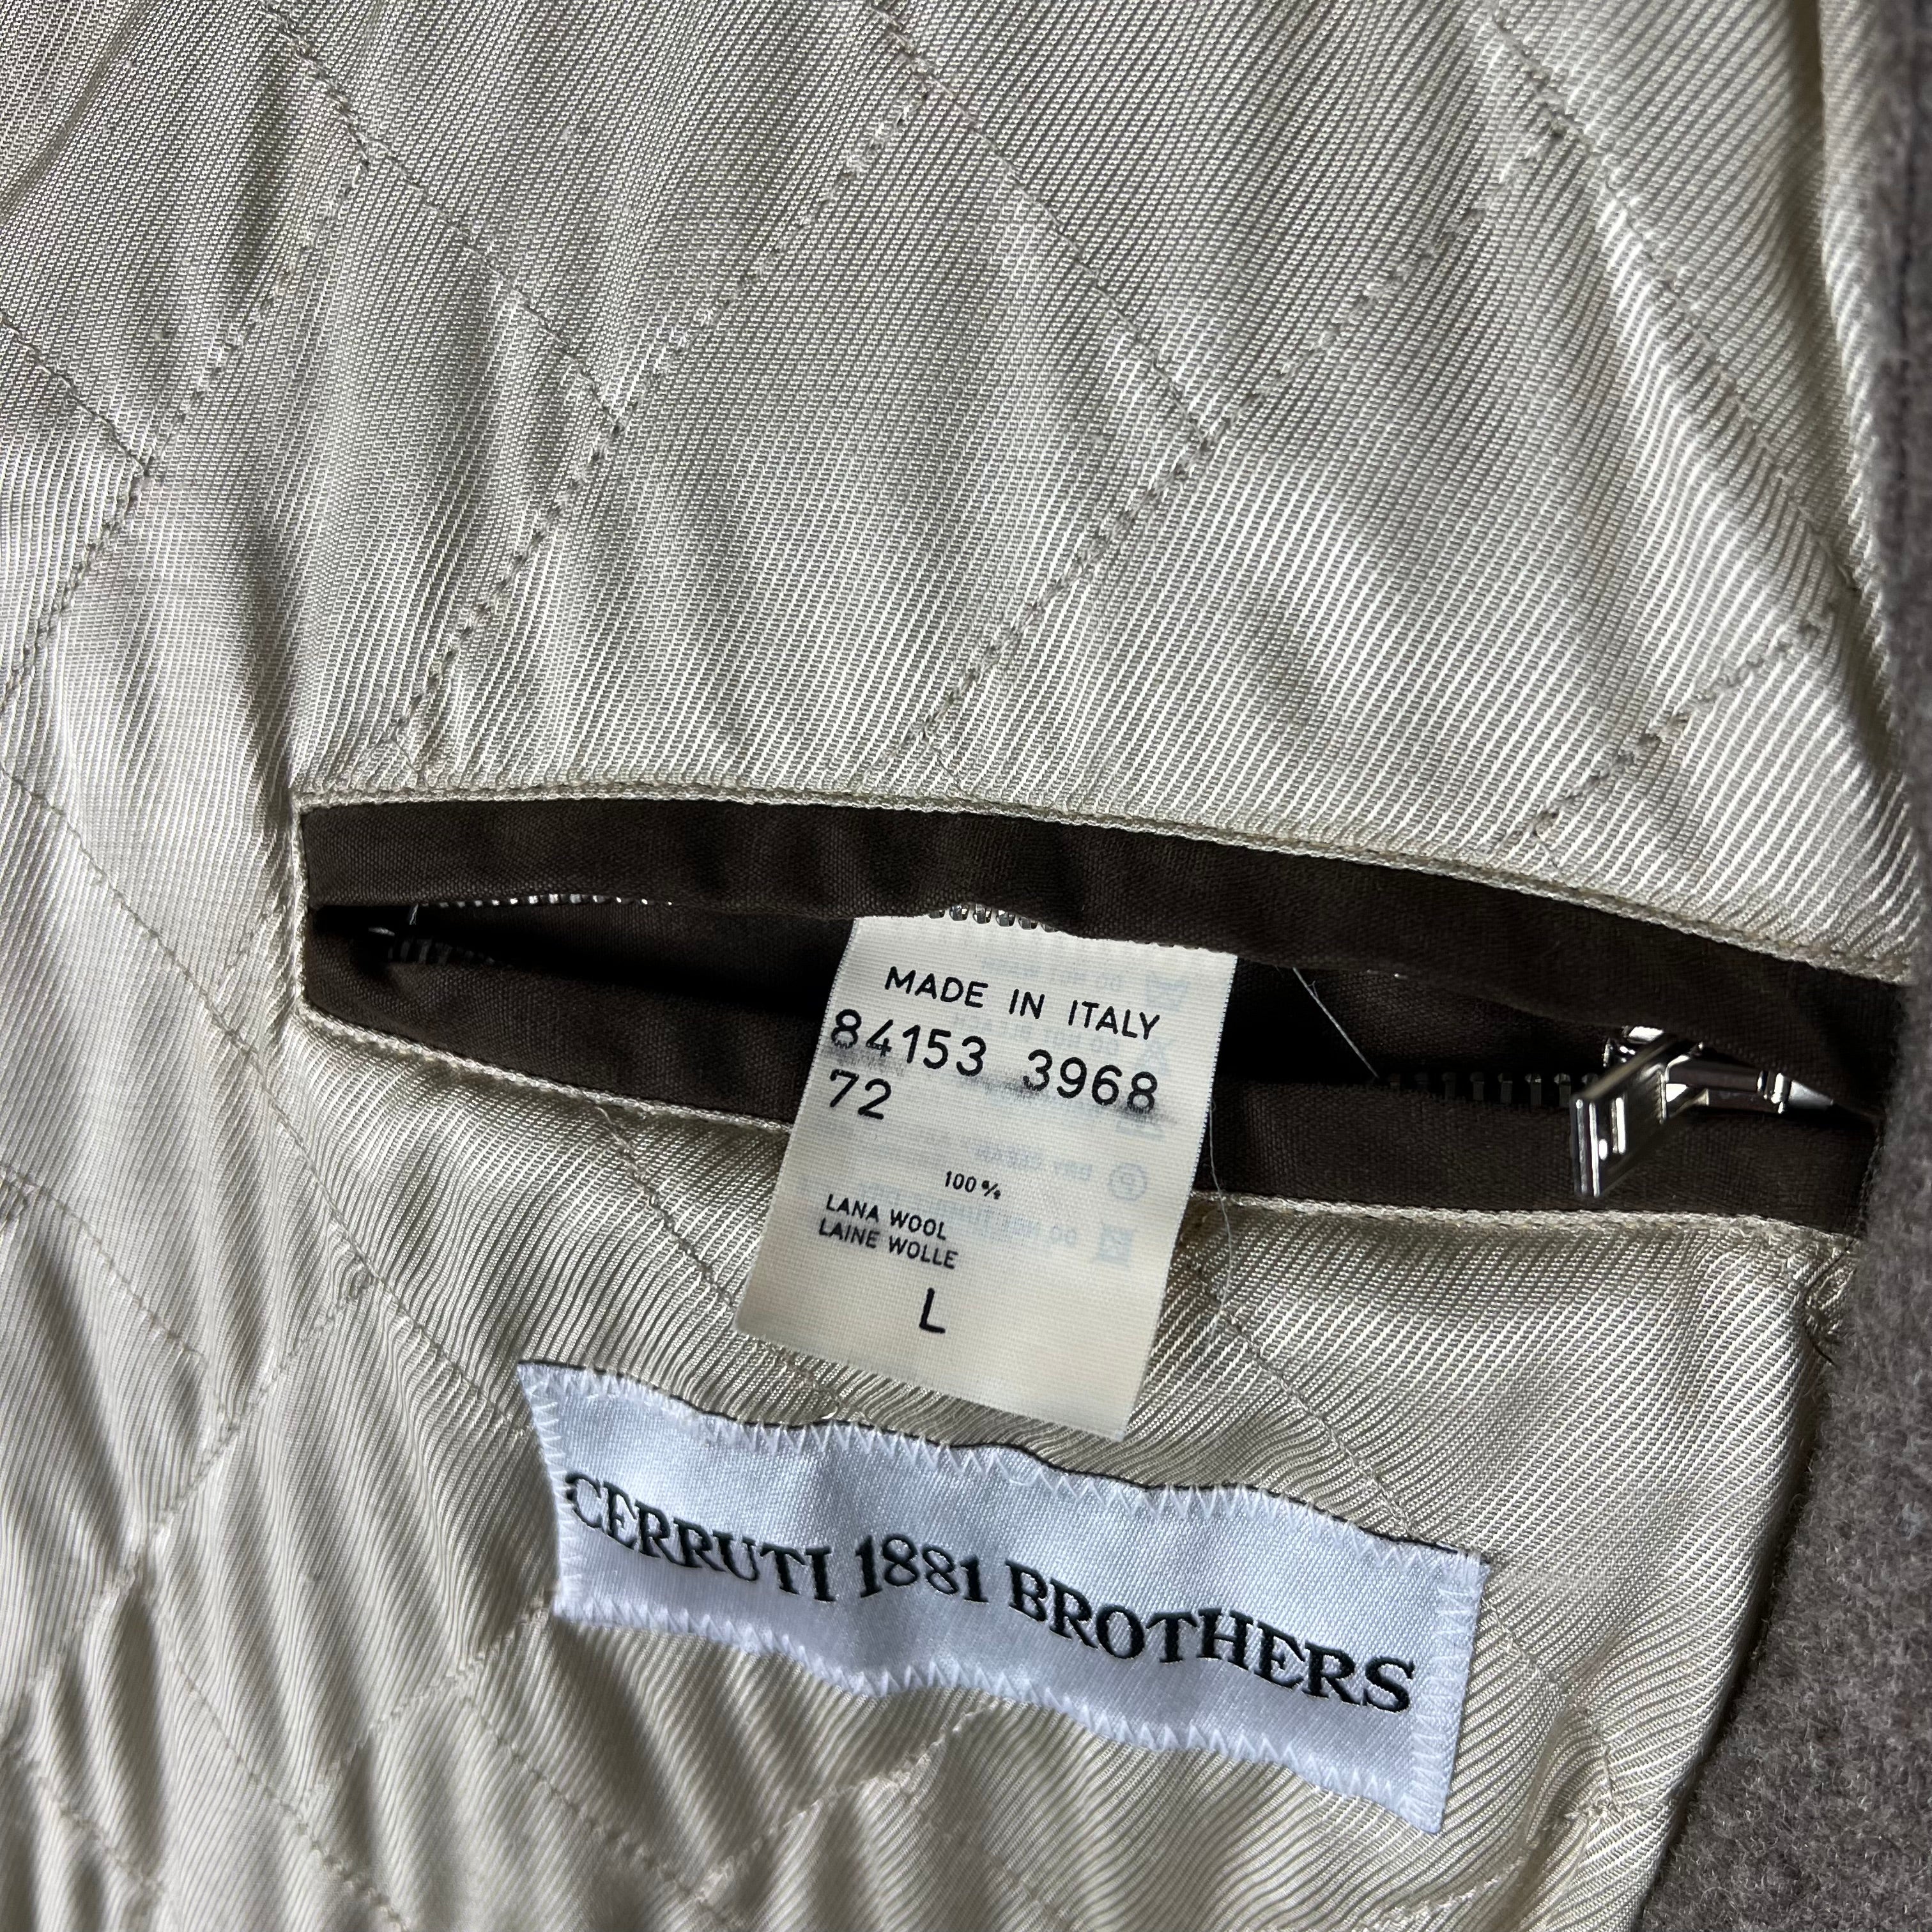 MADE IN ITALY
84153 3968
72
100%
LANA WOOL
LAINE WOLLE
L
CERRUTI 1881 BROTHERS